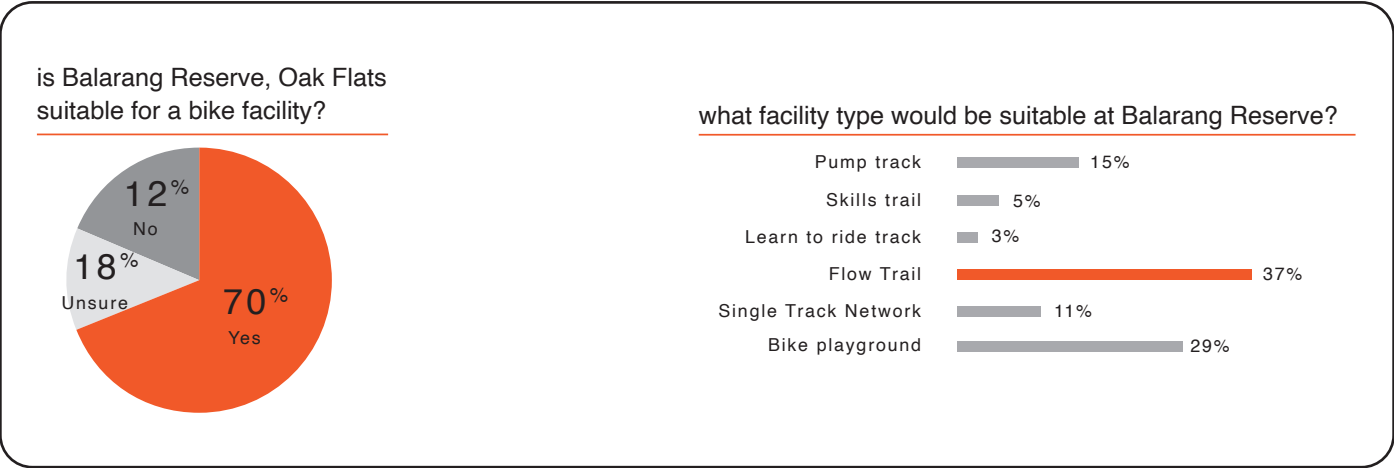 is Balarang Reserve, Oak Flats
suitable for a bike facility?
12%
No
18%
Unsure
70%
Yes
what facility type would be suitable at Balarang Reserve?
Pump track 15%
Skills trail 5%
Learn to ride track 3%
Flow Trail 37%
Single Track Network 11%
Bike playground 29%